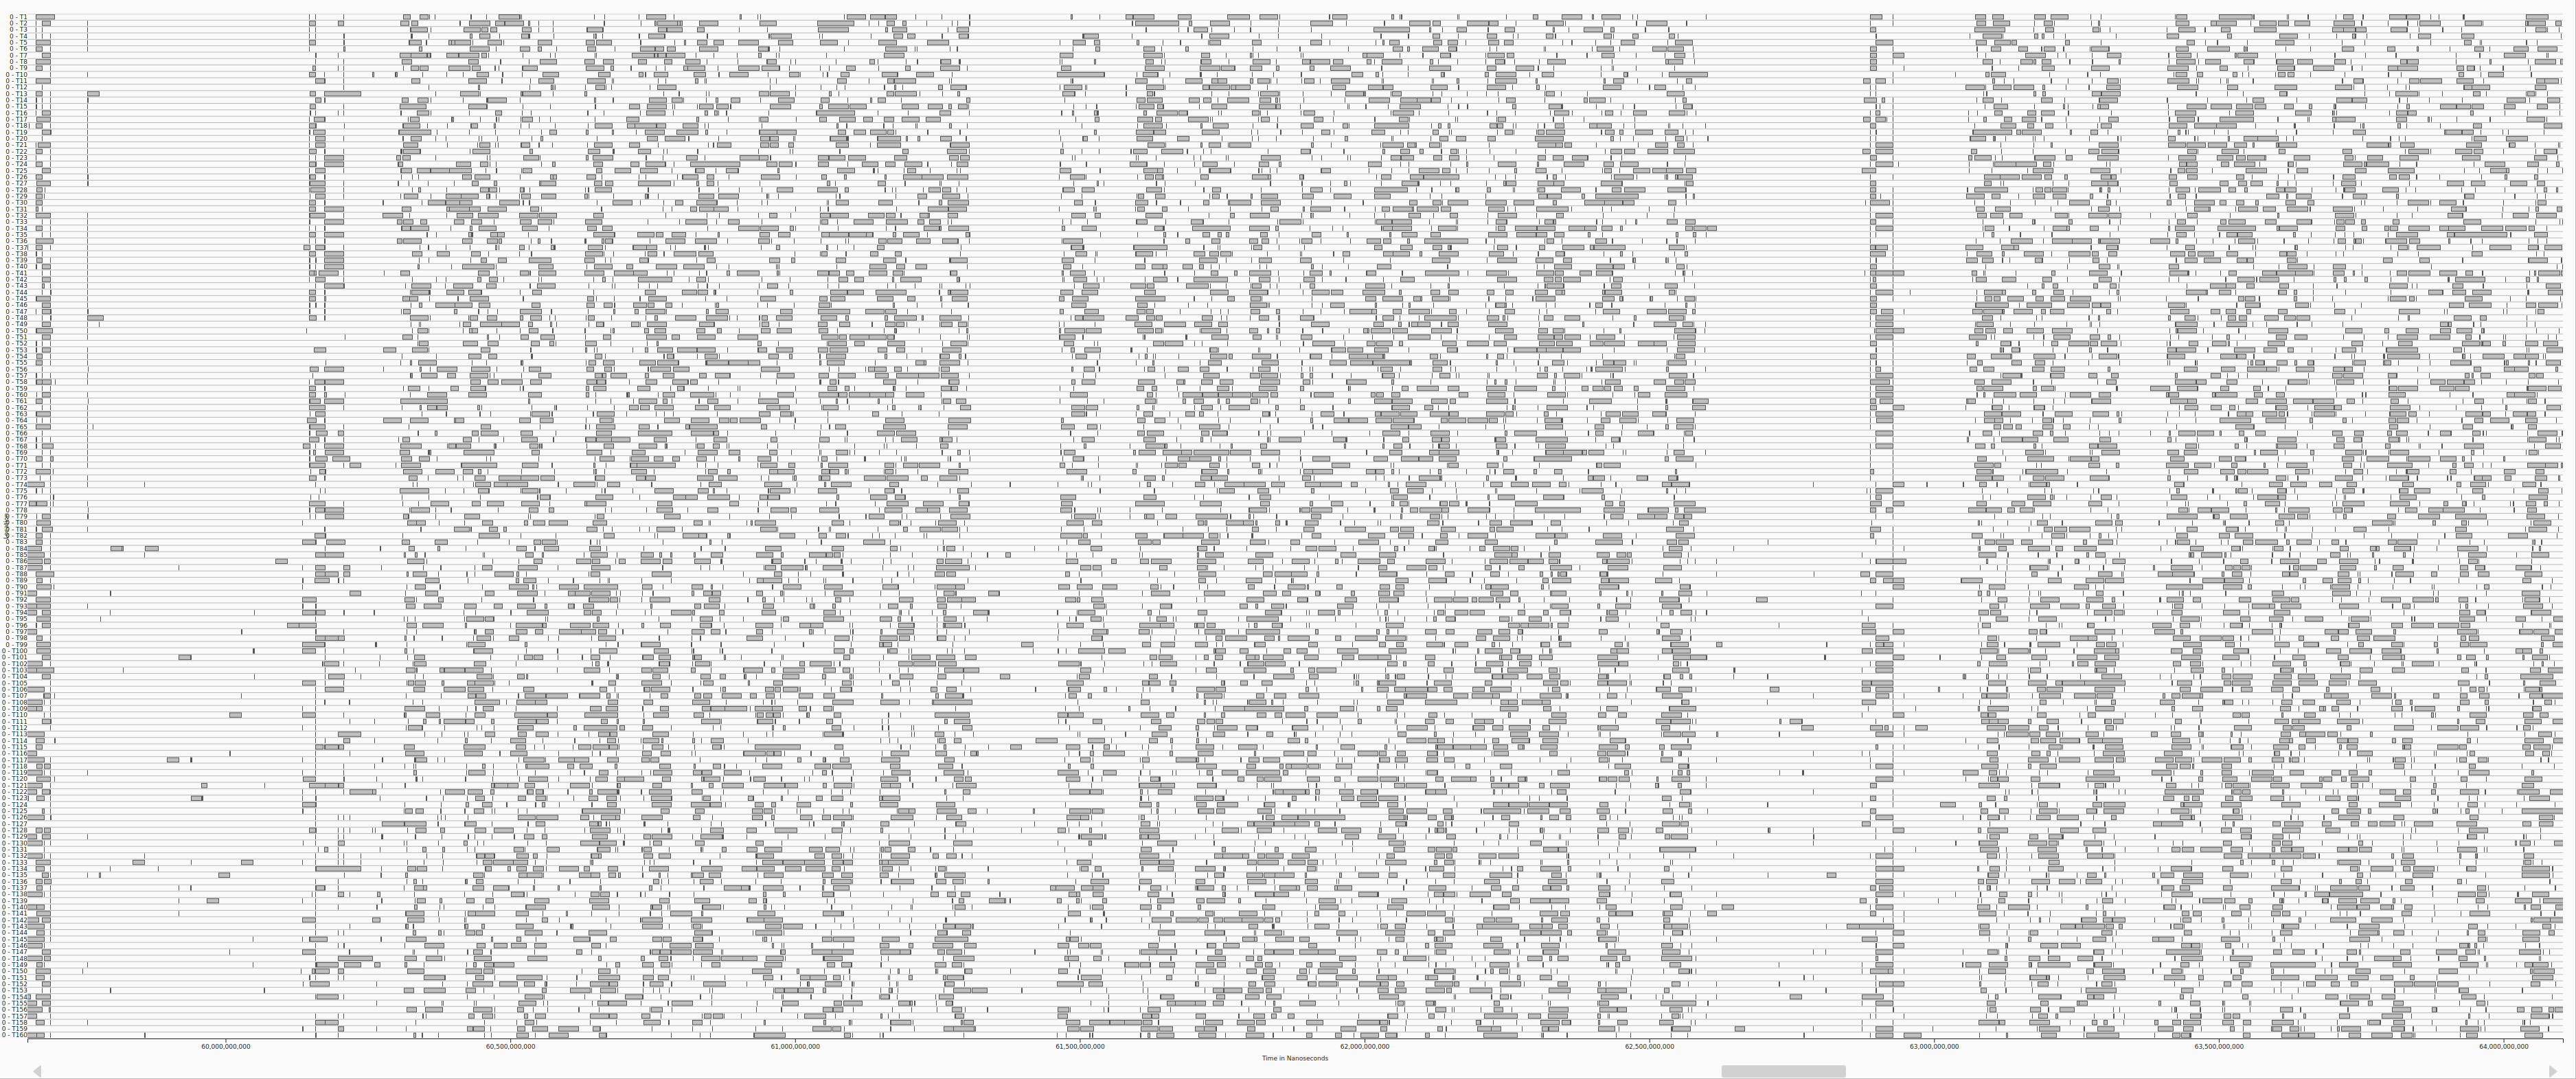 0 - T1
0 - T2
0 - T3
0 - T4
0 - T5
0 - T6
0 - T7
0 - T8
0 - T9
0 - T10
0 - T11
0 - T12
0 - T13
0 - T14
0 - T15
0 - T16
0 - T17
0 - T18
0 - T19
0 - T20
0 - T21
0 - T22
0 - T23
0 - T24
0 - T25
0 - T26
0 - T27
0 - T28
0 - T29
0 - T30
0 - T31
0 - T32
0 - T33
0 - T34
0 - T35
0 - T36
0 - T37
0 - T38
0 - T39
0 - T40
0 - T41
0 - T42
0 - T43
0 - T44
0 - T45
0 - T46
0 - T47
0 - T48
0 - T49
0 - T50
0 - T51
0 - T52
0 - T53
0 - T54
0 - T55
0 - T56
0 - T57
0 - T58
0 - T59
0 - T60
0 - T61
0 - T62
0 - T63
0 - T64
0 - T65
0 - T66
0 - T67
0 - T68
0 - T69
0 - T70
0 - T71
0 - T72
0 - T73
0 - T74
0 - T75
0 - T76
0 - T77
0 - T78
0 - T79
0 - T80
0 - T81
0 - T82
0 - T83
0 - T84
0 - T85
0 - T86
0 - T87
0 - T88
0 - T89
0 - T90
0 - T91
0 - T92
0 - T93
0 - T94
0 - T95
0 - T96
0 - T97
0 - T98
0 - T99
0 - T100
0 - T101
0 - T102
0 - T103
0 - T104
0 - T105
0 - T106
0 - T107
0 - T108
0 - T109
0 - T110
0 - T111
0 - T112
0 - T113
0 - T114
0 - T115
0 - T116
0 - T117
0 - T118
0 - T119
0 - T120
0 - T121
0 - T122
0 - T123
0 - T124
0 - T125
0 - T126
0 - T127
0 - T128
0 - T129
0 - T130
0 - T131
0 - T132
0 - T133
0 - T134
0 - T135
0 - T136
0 - T137
0 - T138
0 - T139
0 - T140
0 - T141
0 - T142
0 - T143
0 - T144
0 - T145
0 - T146
0 - T147
0 - T148
0 - T149
0 - T150
0 - T151
0 - T152
0 - T153
0 - T154
0 - T155
0 - T156
0 - T157
0 - T158
0 - T159
0 - T160
60,000,000,000 60,500,000,000 61,000,000,000 61,500,000,000 62,000,000,000 62,500,000,000 63,000,000,000 63,500,000,000 64,000,000,000
Time in Nanoseconds